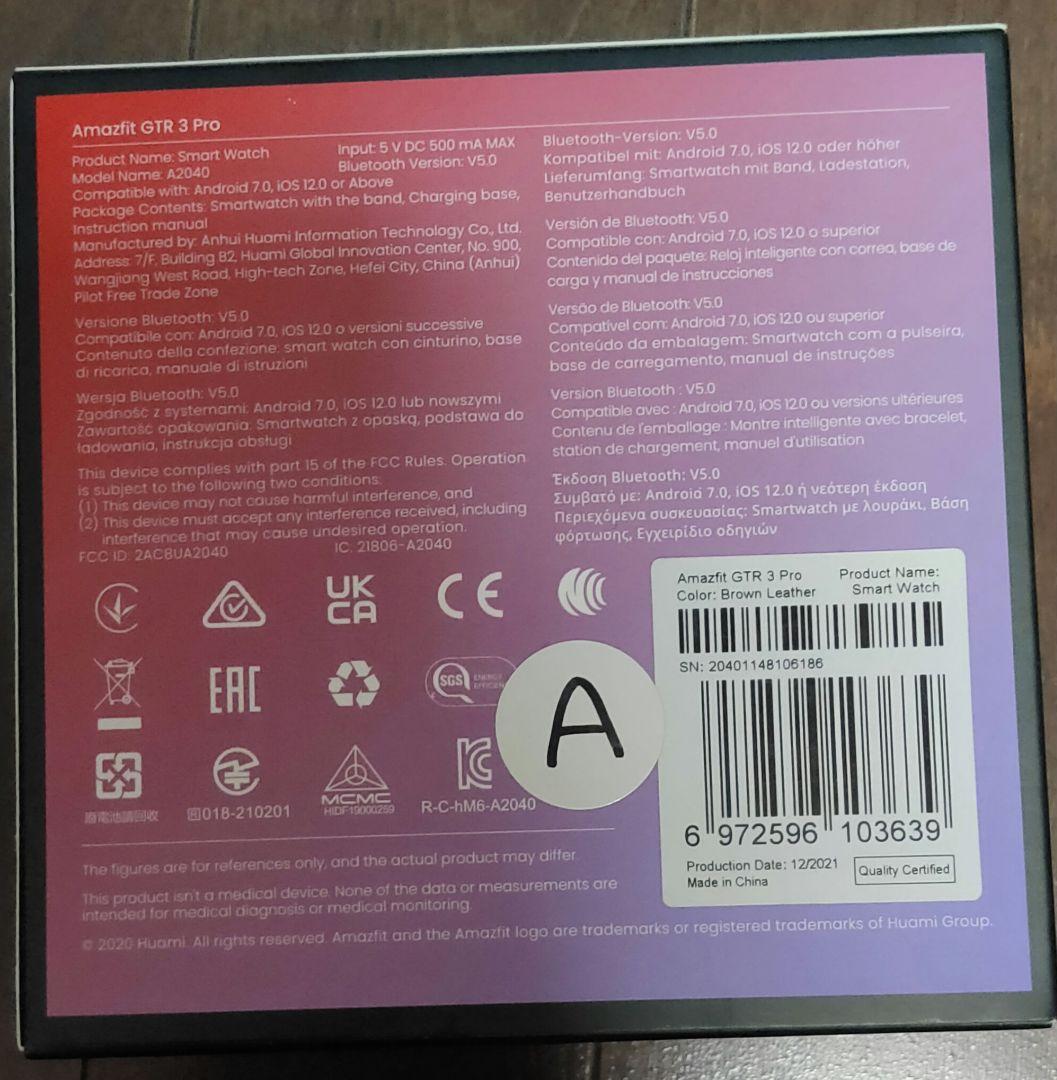 Amazfit GTR 3 Pro
Product Name: Smart Watch
Model Name: A2040
Input: 5 V DC 500 mA MAX
Bluetooth Version: V5.0
Compatible with: Android 7.0, iOS 12.0 or Above
Package Contents: Smartwatch with the band, Charging base,
Instruction manual
Manufactured by: Anhui Huami Information Technology Co., Ltd.
Address: 7/F, Building B2, Huami Global Innovation Center, No. 900,
Wangjiang West Road, High-tech Zone, Hefei City, China (Anhui)
Pilot Free Trade Zone
Versione Bluetooth: V5.0
Compatibile con: Android 7.0, iOS 12.0 o versioni successive
Contenuto della confezione: smart watch con cinturino, base
di ricarica, manuale di istruzioni
Wersja Bluetooth: V5.0
Zgodność z systemami: Android 7.0, iOS 12.0 lub nowszymi
Zawartość opakowania: Smartwatch z opaską, podstawa do
ładowania, instrukcja obsługi
This device complies with part 15 of the FCC Rules. Operation
is subject to the following two conditions:
(1) This device may not cause harmful interference, and
(2) This device must accept any interference received, including
interference that may cause undesired operation.
FCC ID: 2AC8UA2040
IC: 21806-A2040
Bluetooth-Version: V5.0
Kompatibel mit: Android 7.0, iOS 12.0 oder höher
Lieferumfang: Smartwatch mit Band, Ladestation,
Benutzerhandbuch
Versión de Bluetooth: V5.0
Compatible con: Android 7.0, iOS 12.0 o superior
Contenido del paquete: Reloj inteligente con correa, base de
carga y manual de instrucciones
Versão de Bluetooth: V5.0
Compatível com: Android 7.0, iOS 12.0 ou superior
Conteúdo da embalagem: Smartwatch com a pulseira,
base de carregamento, manual de instruções
Version Bluetooth : V5.0
Compatible avec : Android 7.0, iOS 12.0 ou versions ultérieures
Contenu de l'emballage : Montre intelligente avec bracelet,
station de chargement, manuel d'utilisation
Έκδοση Bluetooth: V5.0
Συμβατό με: Android 7.0, iOS 12.0 ή νεότερη έκδοση
Περιεχόμενα συσκευασίας: Smartwatch με λουράκι, Βάση
φόρτωσης, Εγχειρίδιο οδηγιών
UK
CA
CE
EAC
SGS
ENERGY
EFFICIEN
A
廢電池請回收
018-210201
MCMC
HIDF19000259
R-C-hM6-A2040
Amazfit GTR 3 Pro
Color: Brown Leather
Product Name:
Smart Watch
SN: 20401148106186
6 972596 103639
Production Date: 12/2021
Made in China
Quality Certified
The figures are for references only, and the actual product may differ.
This product isn't a medical device. None of the data or measurements are
intended for medical diagnosis or medical monitoring.
© 2020 Huami. All rights reserved. Amazfit and the Amazfit logo are trademarks or registered trademarks of Huami Group.